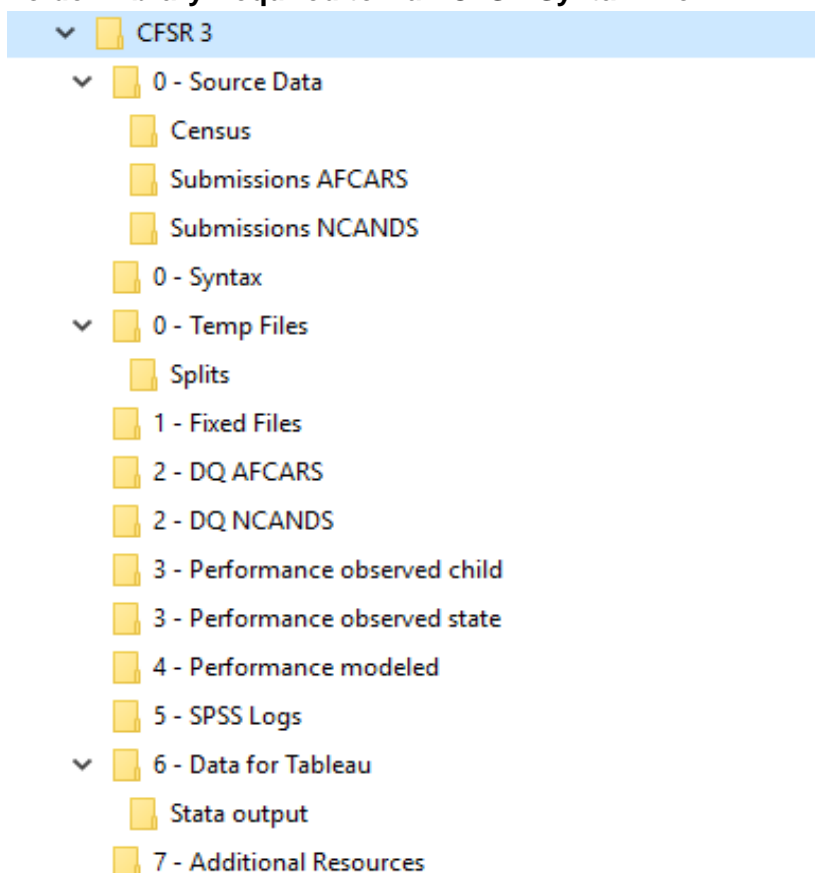 CFSR 3
0 - Source Data
Census
Submissions AFCARS
Submissions NCANDS
0 - Syntax
0 - Temp Files
Splits
1 - Fixed Files
2 - DQ AFCARS
2 - DQ NCANDS
3 - Performance observed child
3 - Performance observed state
4 - Performance modeled
5 - SPSS Logs
6 - Data for Tableau
Stata output
7 - Additional Resources